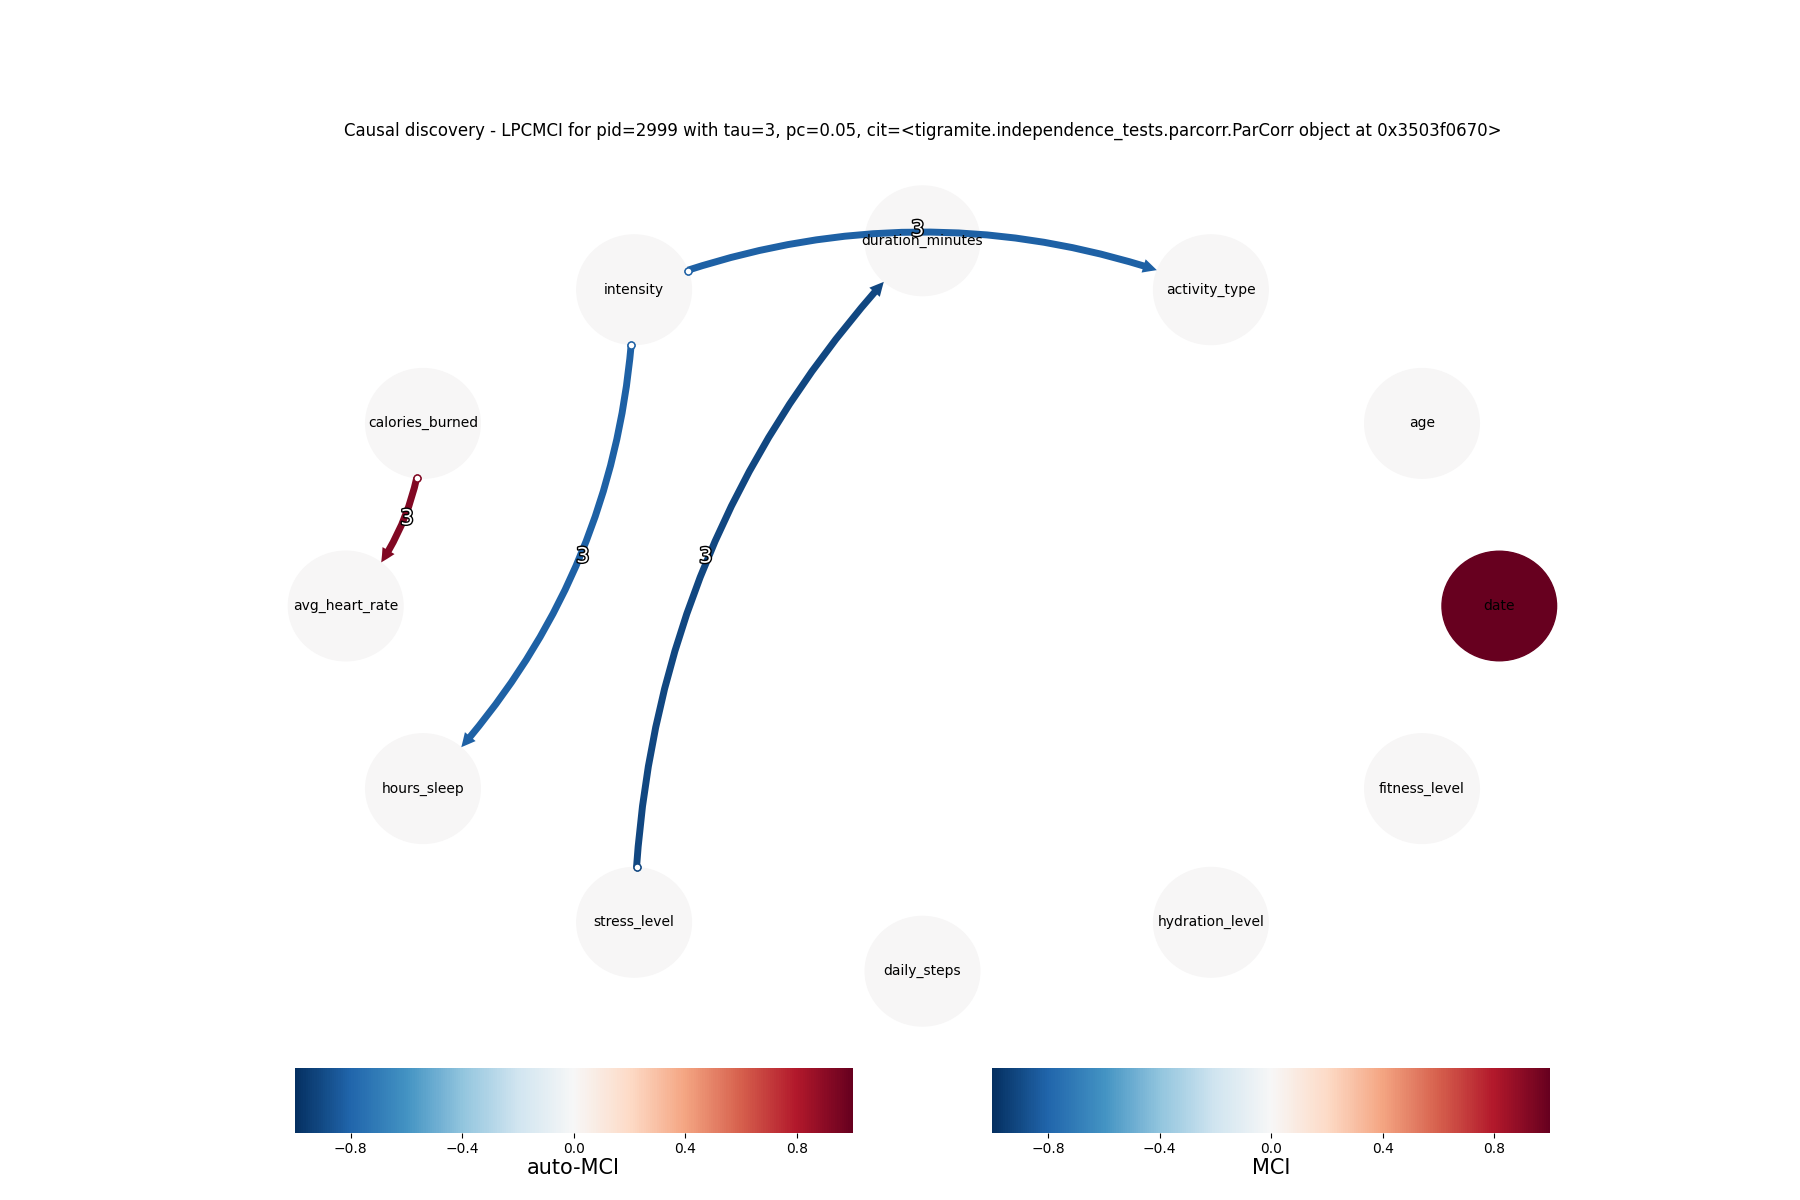 Causal discovery - LPCMCI for pid=2999 with tau=3, pc=0.05, cit=<tigramite.independence_tests.parcorr.ParCorr object at 0x3503f0670>
3
duration_minutes
intensity
activity_type
calories_burned
age
3
3
3
avg_heart_rate
date
hours_sleep
fitness_level
stress_level
hydration_level
daily_steps
−0.8 −0.4 0.0 0.4 0.8
auto-MCI
−0.8 −0.4 0.0 0.4 0.8
MCI